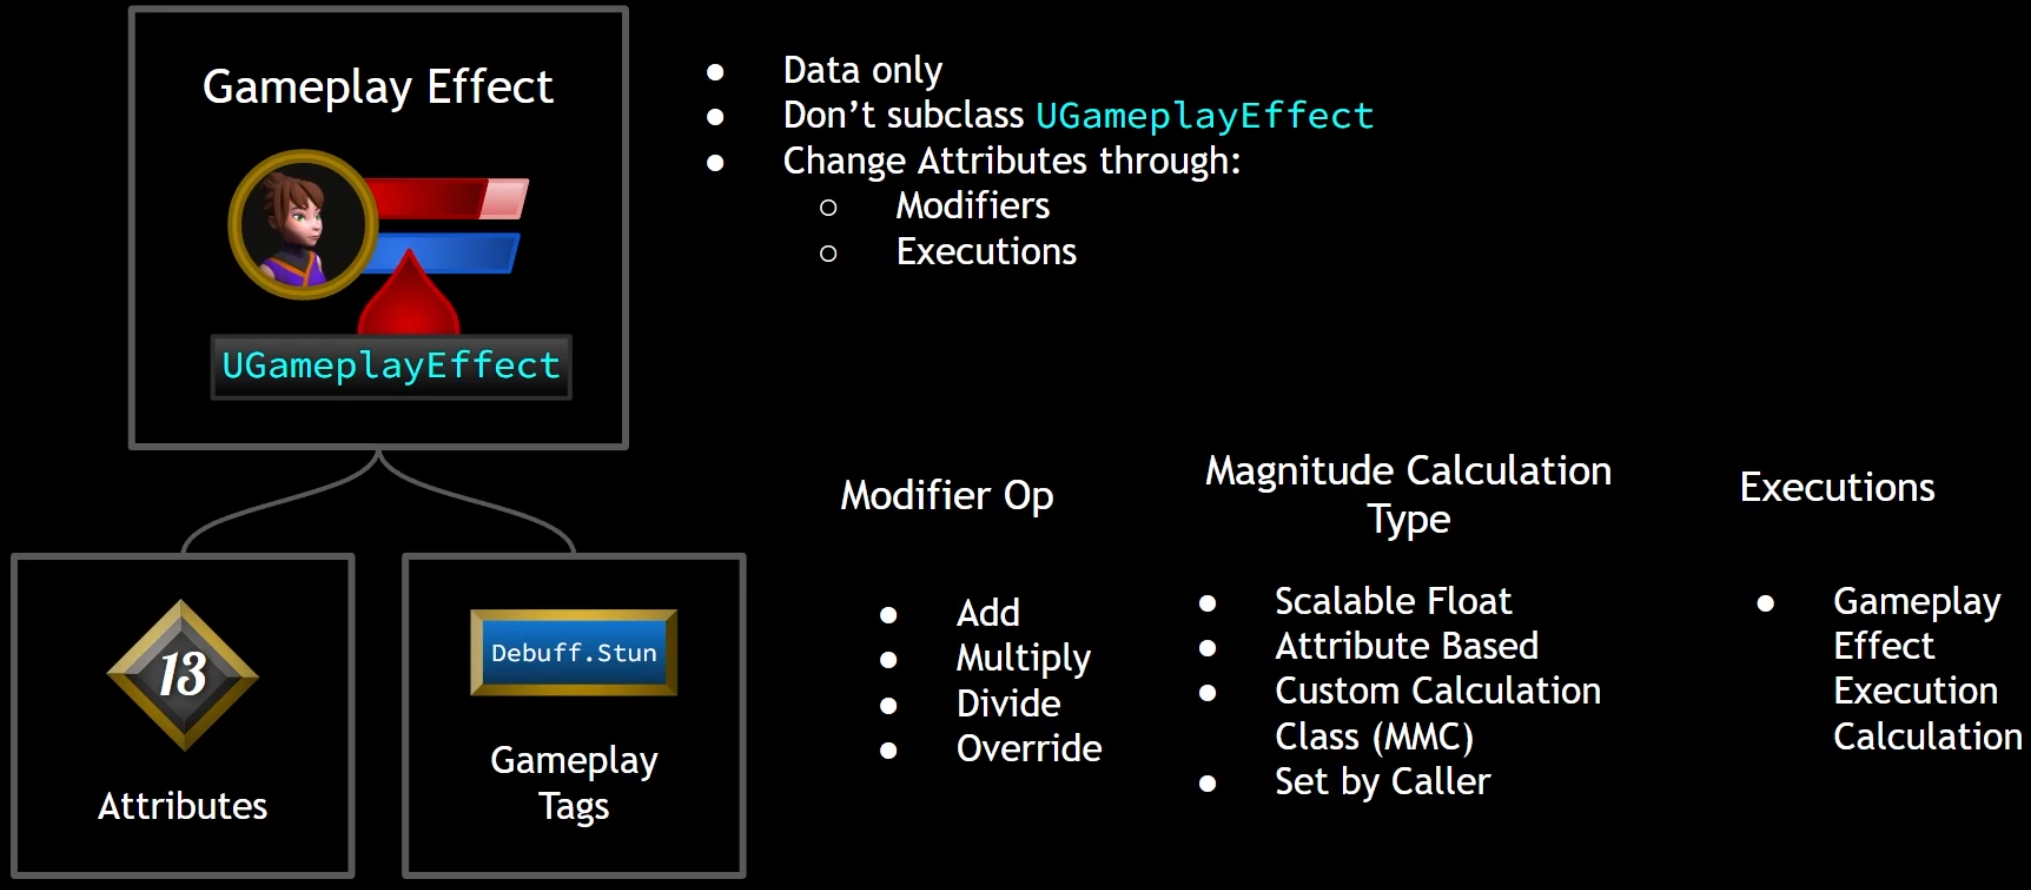 Gameplay Effect
UGameplayEffect
Data only
Don’t subclass UGameplayEffect
Change Attributes through:
Modifiers
Executions
13
Attributes
Debuff.Stun
Gameplay
Tags
Modifier Op
Add
Multiply
Divide
Override
Magnitude Calculation
Type
Scalable Float
Attribute Based
Custom Calculation
Class (MMC)
Set by Caller
Executions
Gameplay
Effect
Execution
Calculation